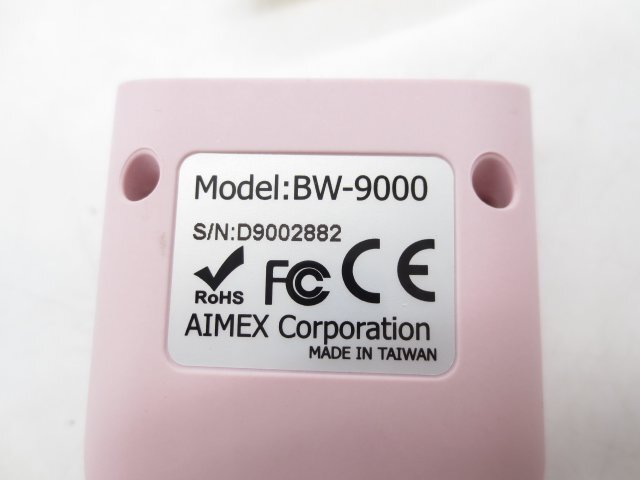 Model:BW-9000
S/N:D9002882
RoHS FC CE
AIMEX Corporation
MADE IN TAIWAN